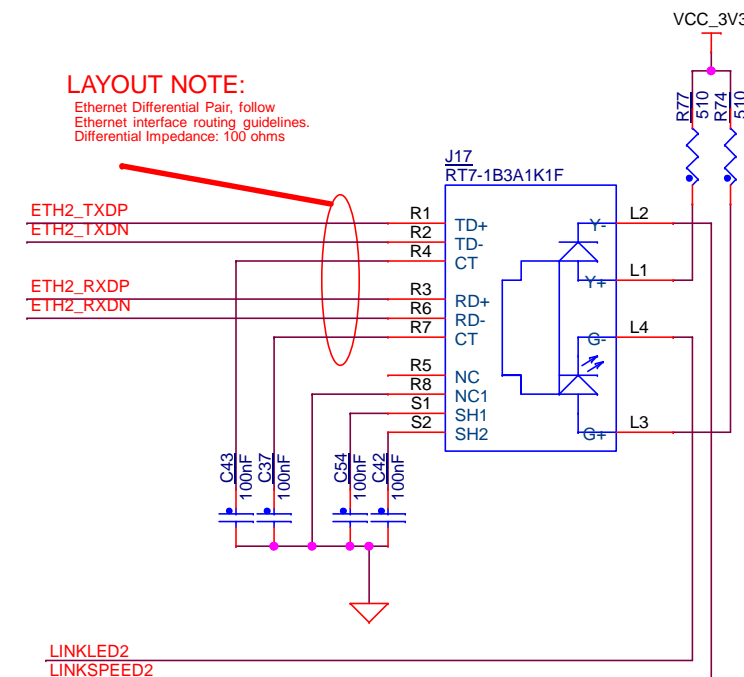 VCC_3V3
LAYOUT NOTE:
Ethernet Differential Pair, follow
Ethernet interface routing guidelines.
Differential Impedance: 100 ohms
R77
510
R74
510
J17
RT7-1B3A1K1F
ETH2_TXDP
ETH2_TXDN
ETH2_RXDP
ETH2_RXDN
R1
R2
R4
R3
R6
R7
R5
R8
S1
S2
TD+
TD-
CT
RD+
RD-
CT
NC
NC1
SH1
SH2
Y-
Y+
G-
G+
L2
L1
L4
L3
C43
100nF
C37
100nF
C54
100nF
C42
100nF
LINKLED2
LINKSPEED2